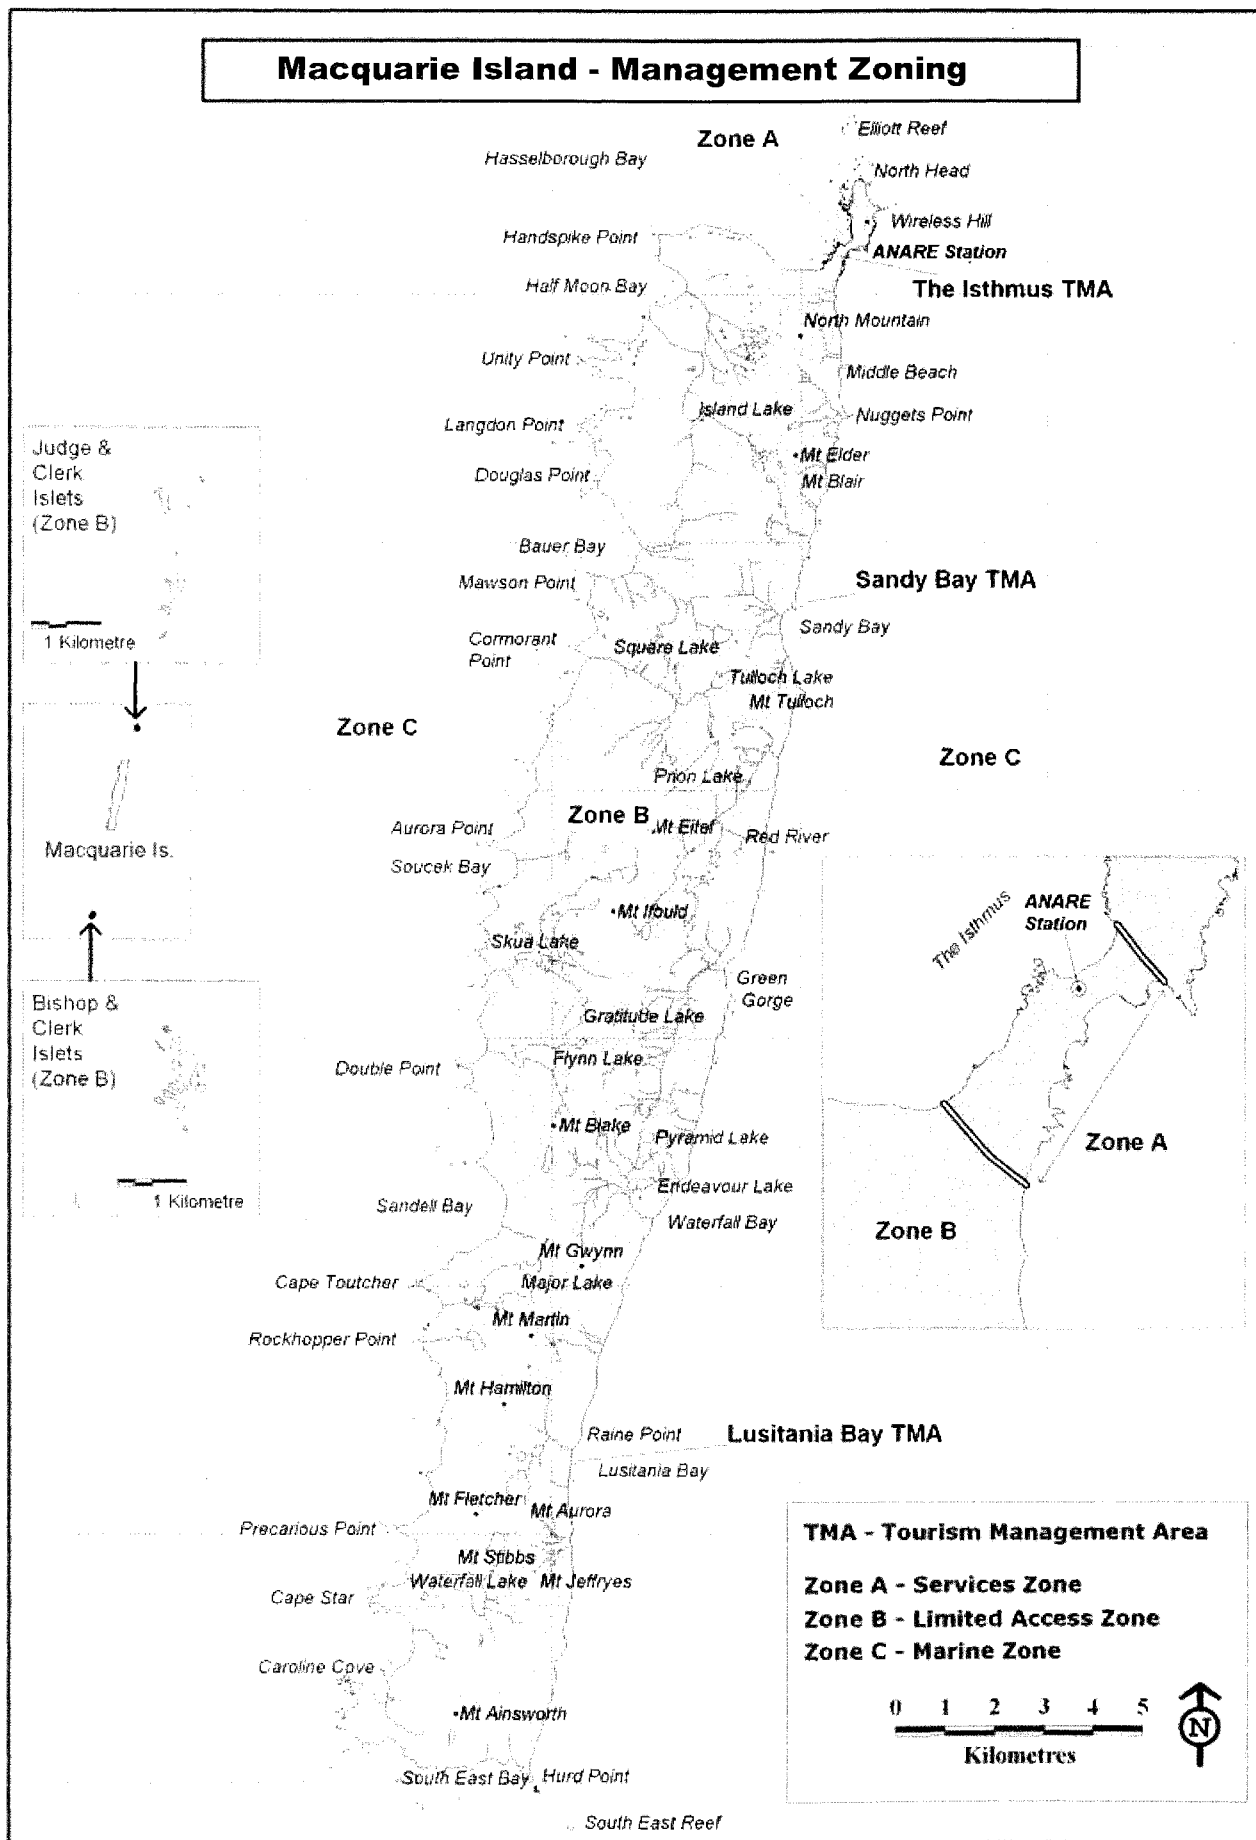 Macquarie Island - Management Zoning
Elliott Reef
Zone A
Hasselborough Bay
North Head
Wireless Hill
Handspike Point
ANARE Station
Half Moon Bay
The Isthmus TMA
North Mountain
Unity Point
Middle Beach
Island Lake
Nuggets Point
Langdon Point
Judge &
Clerk
Islets
(Zone B)
1 Kilometre
Mt Elder
Douglas Point
Mt Blair
Bauer Bay
Mawson Point
Sandy Bay TMA
Sandy Bay
Cormorant
Point
Square Lake
Tulloch Lake
Mt Tulloch
Zone C
Zone C
Prion Lake
Zone B
Aurora Point
Mt Eitel
Red River
Macquarie Is.
Soucek Bay
Mt Ifould
Skua Lake
The Isthmus
ANARE
Station
Green
Gorge
Bishop &
Clerk
Islets
(Zone B)
1 Kilometre
Gratitude Lake
Flynn Lake
Double Point
Mt Blake
Pyramid Lake
Zone A
Endeavour Lake
Sandell Bay
Waterfall Bay
Zone B
Mt Gwynn
Cape Toutcher
Major Lake
Mt Martin
Rockhopper Point
Mt Hamilton
Raine Point
Lusitania Bay TMA
Lusitania Bay
Mt Fletcher
Mt Aurora
Precarious Point
Mt Stibbs
Waterfall Lake
Mt Jeffryes
Cape Star
Caroline Cove
Mt Ainsworth
South East Bay
Hurd Point
South East Reef
TMA - Tourism Management Area
Zone A - Services Zone
Zone B - Limited Access Zone
Zone C - Marine Zone
0 1 2 3 4 5
Kilometres
N